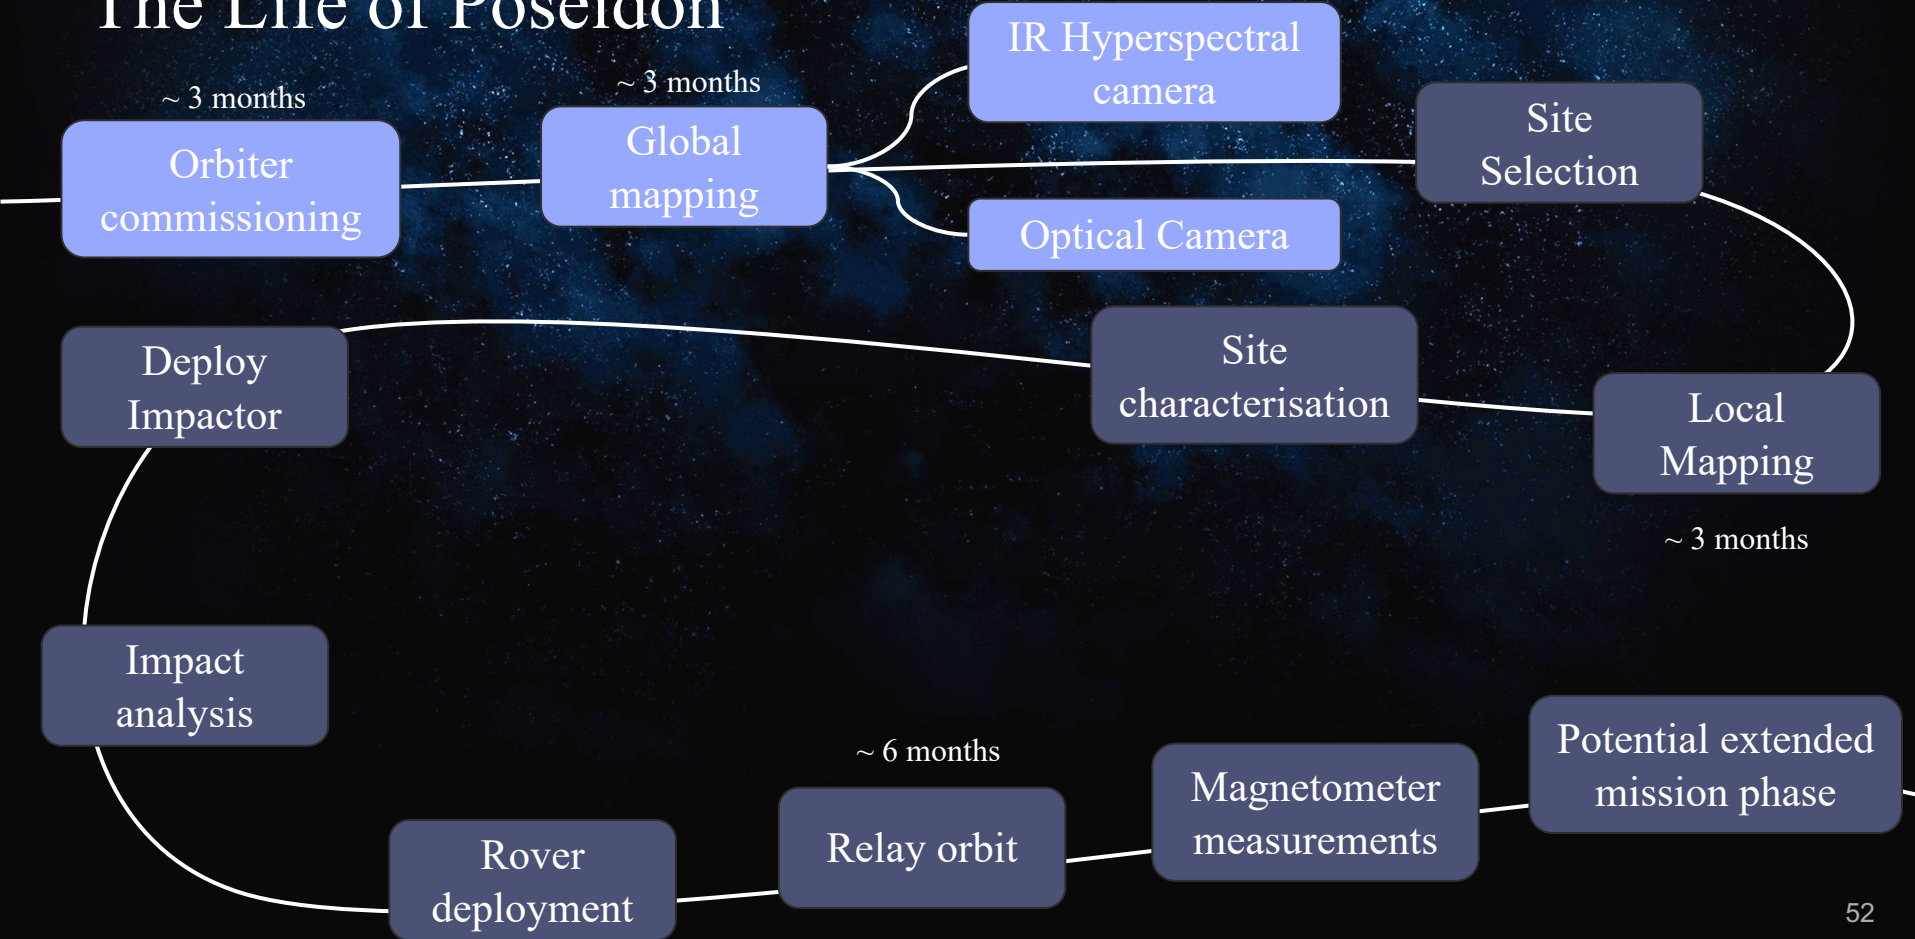 The Life of Poseidon
~ 3 months
Orbiter
commissioning
~ 3 months
Global
mapping
IR Hyperspectral
camera
Optical Camera
Site
Selection
Local
Mapping
~ 3 months
Site
characterisation
Deploy
Impactor
Impact
analysis
Rover
deployment
~ 6 months
Relay orbit
Magnetometer
measurements
Potential extended
mission phase
52